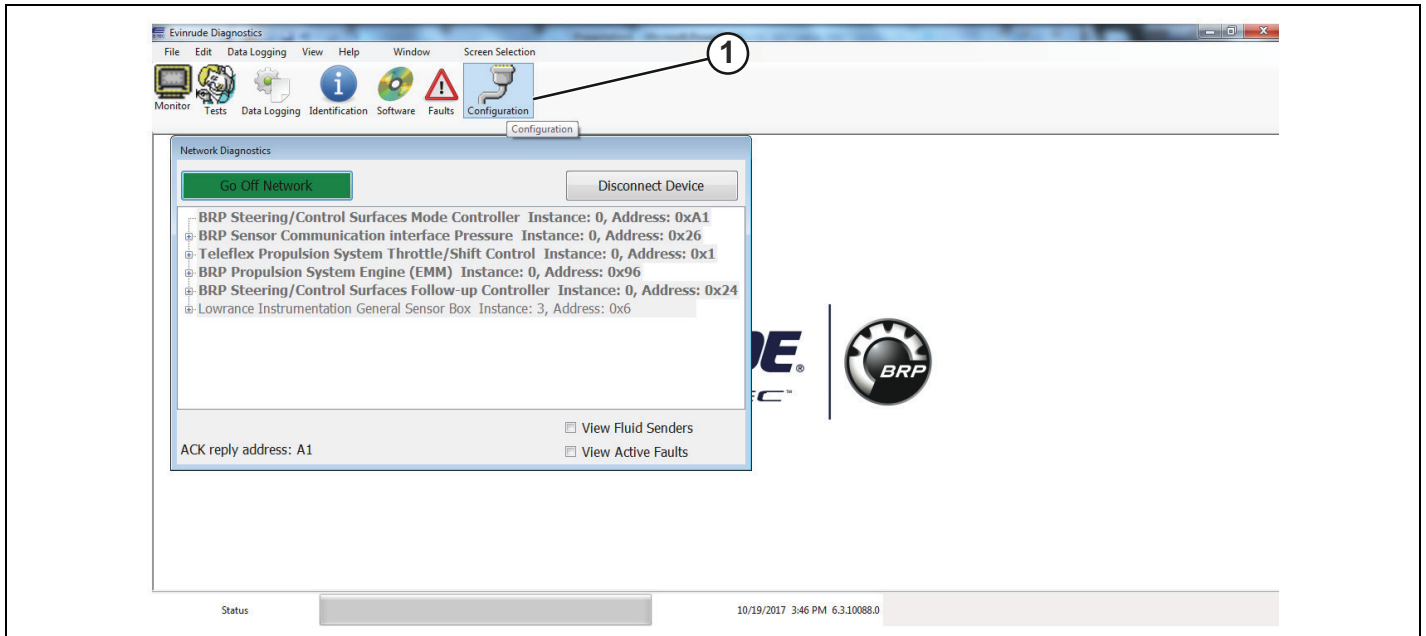 Evinrude Diagnostics
File Edit Data Logging View Help Window Screen Selection
1
Monitor Tests Data Logging Identification Software Faults Configuration
Configuration
Network Diagnostics
Go Off Network Disconnect Device
BRP Steering/Control Surfaces Mode Controller Instance: 0, Address: 0xA1
BRP Sensor Communication interface Pressure Instance: 0, Address: 0x26
Teleflex Propulsion System Throttle/Shift Control Instance: 0, Address: 0x1
BRP Propulsion System Engine (EMM) Instance: 0, Address: 0x96
BRP Steering/Control Surfaces Follow-up Controller Instance: 0, Address: 0x24
Lowrance Instrumentation General Sensor Box Instance: 3, Address: 0x6
DE®
BRP
EC™
View Fluid Senders
ACK reply address: A1
View Active Faults
Status 10/19/2017 3:46 PM 6.3.10088.0